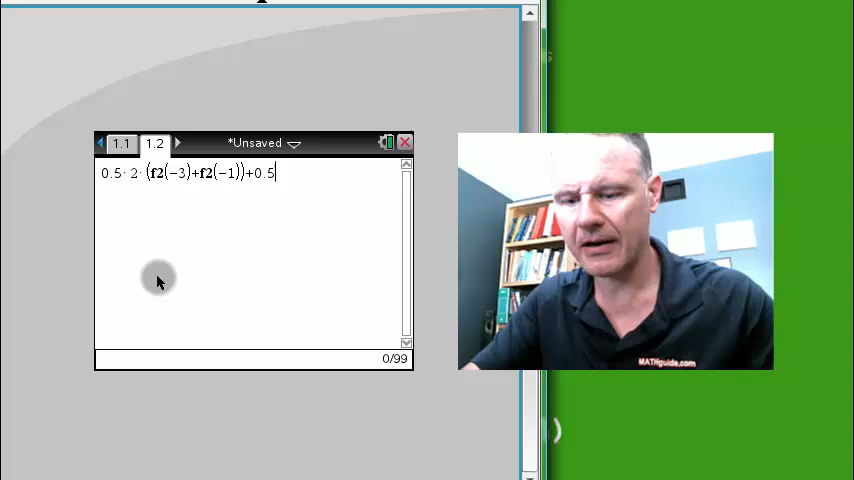 1.1 1.2 *Unsaved
0.5· 2· (f2(−3)+f2(−1))+0.5
0/99
MATHguide.com